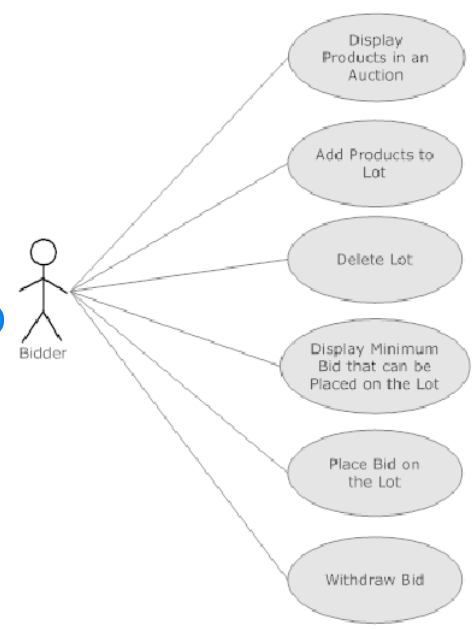 Display
Products in an
Auction
Add Products to
Lot
Delete Lot
Bidder
Display Minimum
Bid that can be
Placed on the Lot
Place Bid on
the Lot
Withdraw Bid